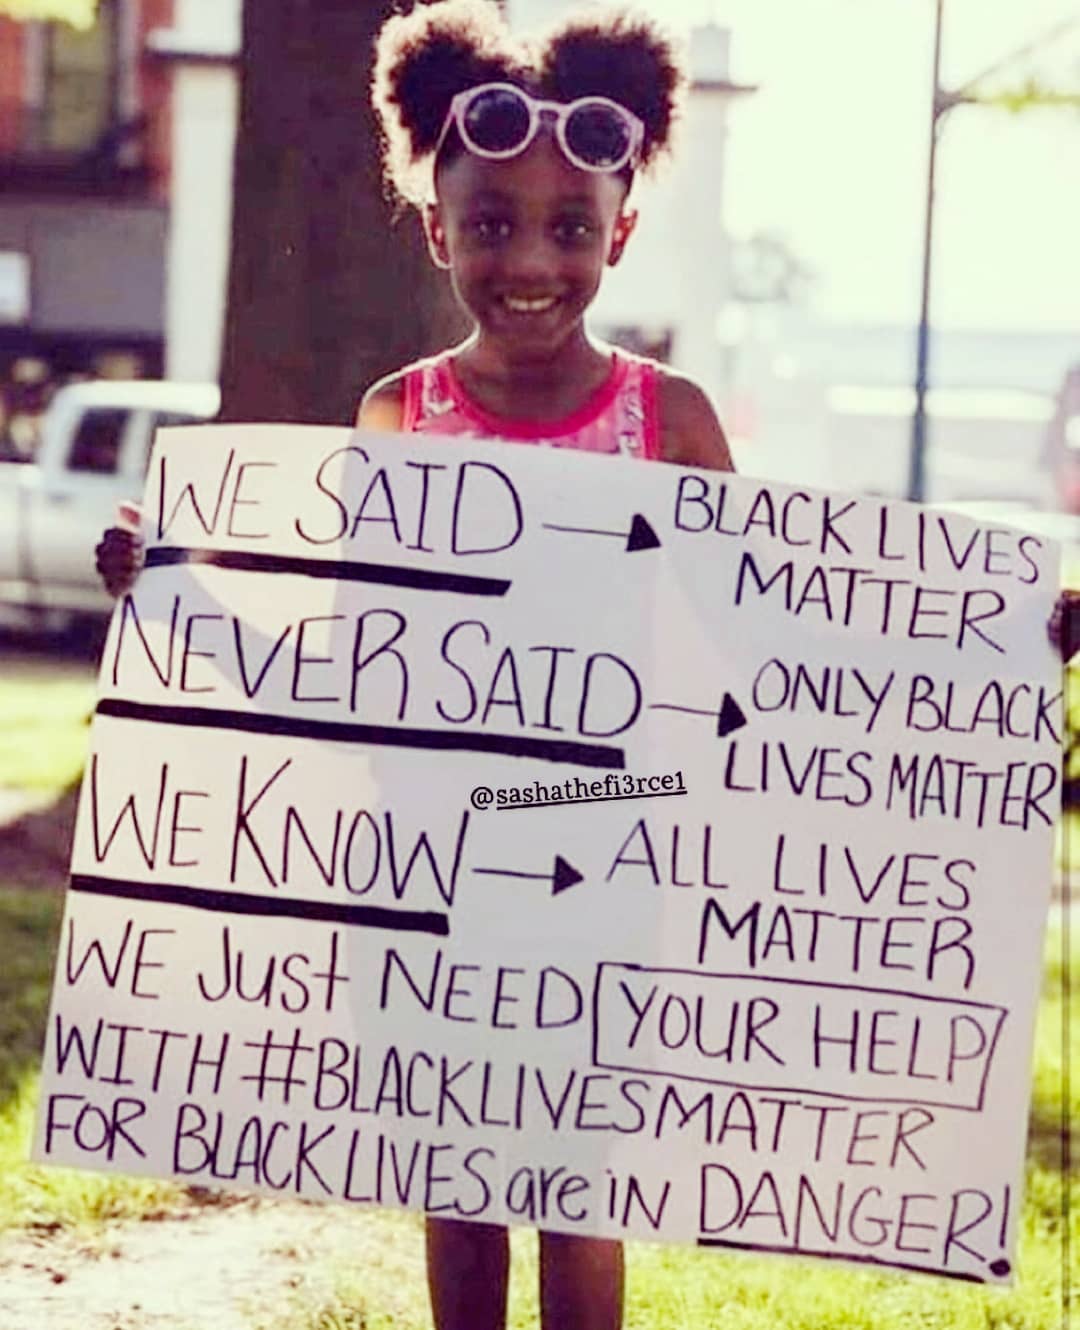 WE SAID → BLACK LIVES
MATTER
NEVER SAID → ONLY BLACK
LIVES MATTER
@sashathefi3rce1
WE KNOW → ALL LIVES
MATTER
WE JUSt NEED YOUR HELP
WITH #BLACKLIVESMATTER
FOR BLACK LIVES are iN DANGER!